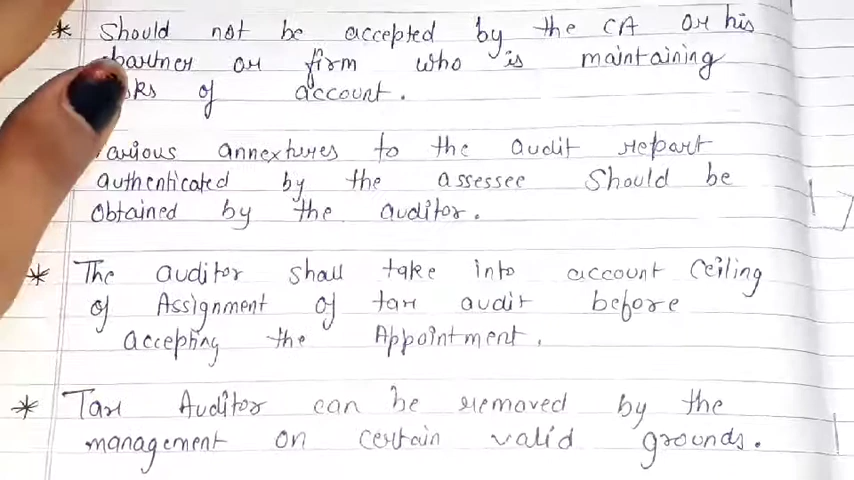 * Should not be accepted by the CA or his
partner or firm who is maintaining
of account.
annextures to the audit report
authenticated by the assessee should be
obtained by the auditor.
* The auditor shall take into account ceiling
of Assignment of tax audit before
accepting the Appointment.
* Tax Auditor can be removed by the
management on certain valid grounds.